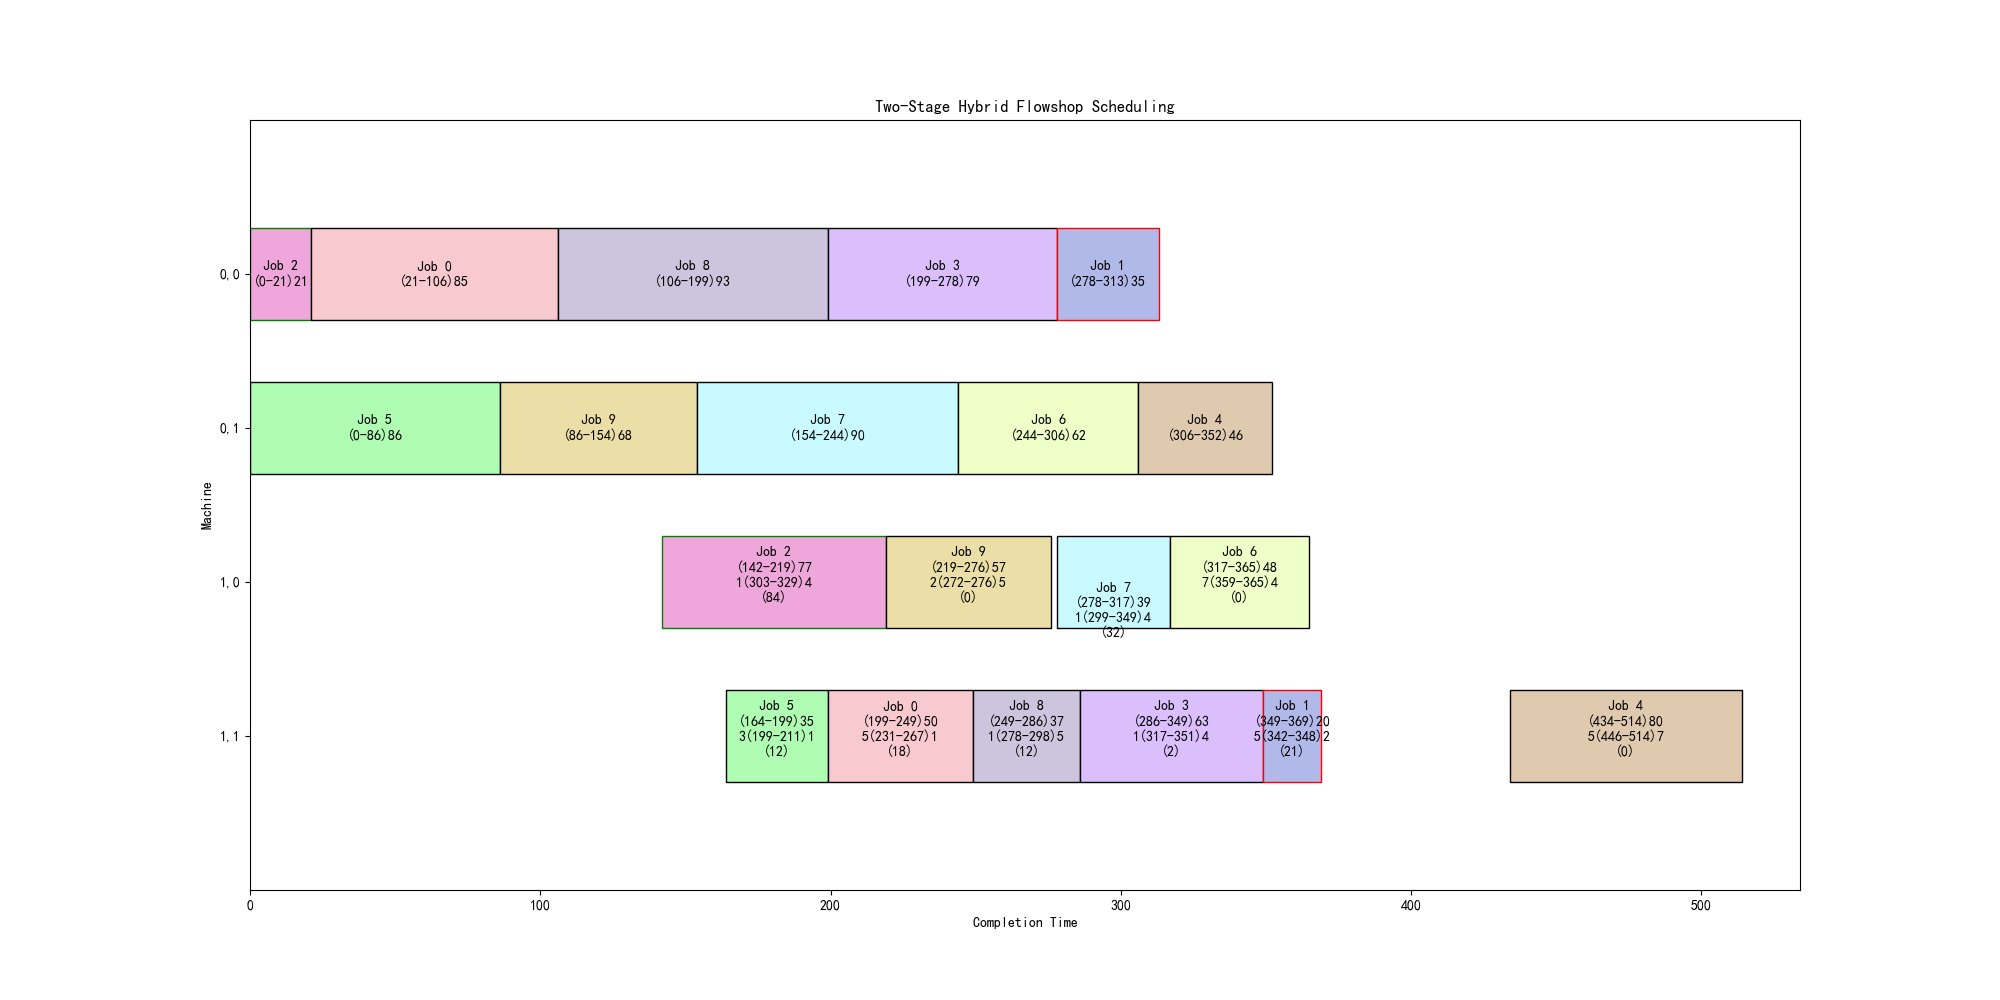 Two-Stage Hybrid Flowshop Scheduling
Machine
0,0
Job 2
(0-21)21
Job 0
(21-106)85
Job 8
(106-199)93
Job 3
(199-278)79
Job 1
(278-313)35
0,1
Job 5
(0-86)86
Job 9
(86-154)68
Job 7
(154-244)90
Job 6
(244-306)62
Job 4
(306-352)46
1,0
Job 2
(142-219)77
1(303-329)4
(84)
Job 9
(219-276)57
2(272-276)5
(0)
Job 7
(278-317)39
1(299-349)4
(32)
Job 6
(317-365)48
7(359-365)4
(0)
1,1
Job 5
(164-199)35
3(199-211)1
(12)
Job 0
(199-249)50
5(231-267)1
(18)
Job 8
(249-286)37
1(278-298)5
(12)
Job 3
(286-349)63
1(317-351)4
(2)
Job 1
(349-369)20
5(342-348)2
(21)
Job 4
(434-514)80
5(446-514)7
(0)
0
100
200
300
400
500
Completion Time